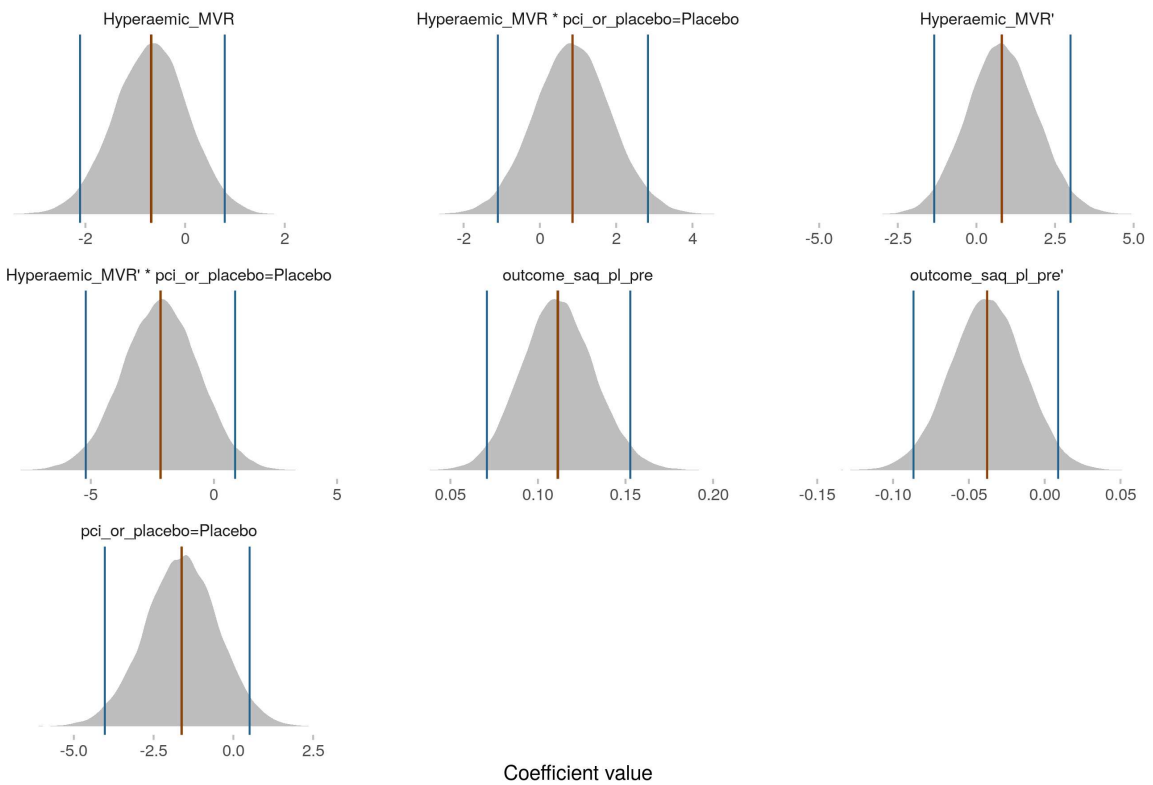 Hyperaemic_MVR
Hyperaemic_MVR * pci_or_placebo=Placebo
Hyperaemic_MVR'
-2 0 2
-2 0 2 4
-5.0 -2.5 0.0 2.5 5.0
Hyperaemic_MVR' * pci_or_placebo=Placebo
outcome_saq_pl_pre
outcome_saq_pl_pre'
-5 0 5
0.05 0.10 0.15 0.20
-0.15 -0.10 -0.05 0.00 0.05
pci_or_placebo=Placebo
-5.0 -2.5 0.0 2.5
Coefficient value